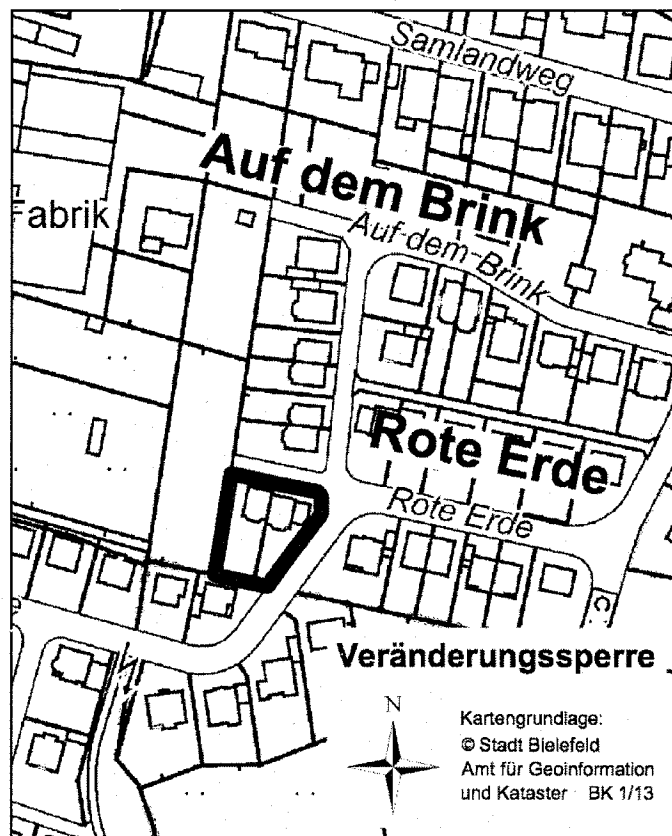 Samlandweg
Auf dem Brink
Fabrik
Auf-dem-Brink
Rote Erde
Rote Erde
Veränderungssperre
N
Kartengrundlage:
© Stadt Bielefeld
Amt für Geoinformation
und Kataster BK 1/13